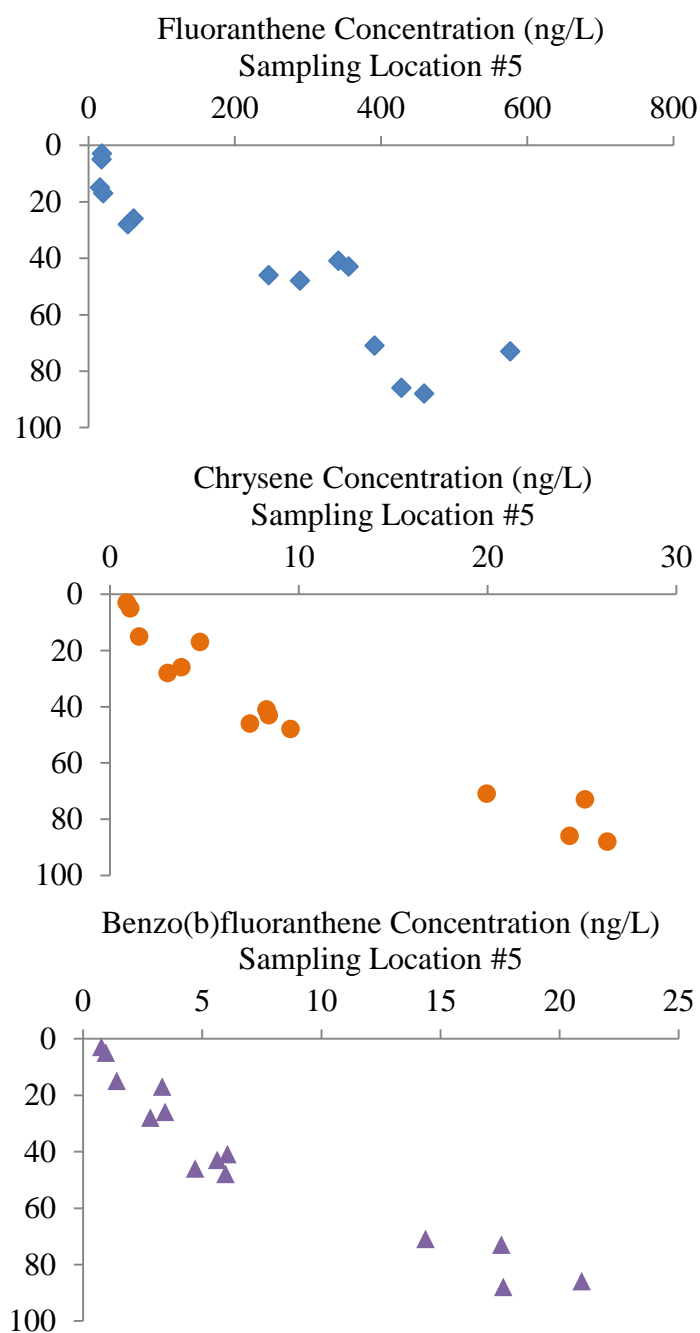 Fluoranthene Concentration (ng/L)
Sampling Location #5
0 200 400 600 800
0
20
40
60
80
100
Chrysene Concentration (ng/L)
Sampling Location #5
0 10 20 30
0
20
40
60
80
100
Benzo(b)fluoranthene Concentration (ng/L)
Sampling Location #5
0 5 10 15 20 25
0
20
40
60
80
100